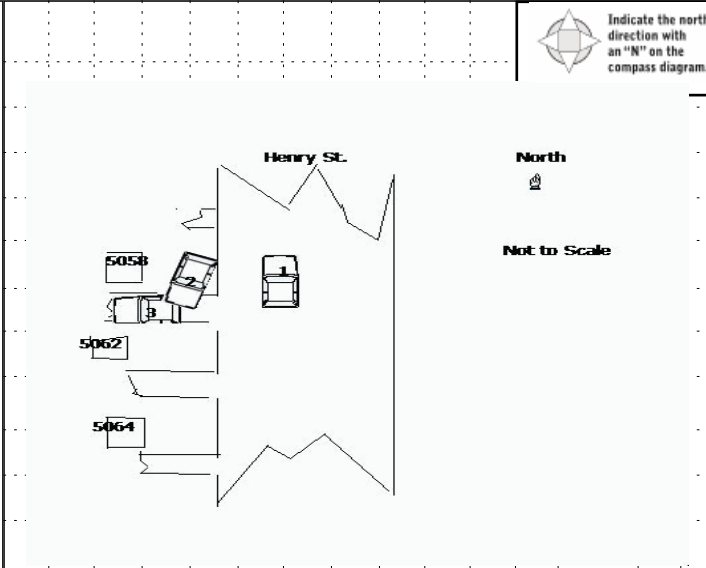 Indicate the north
direction with
an “N” on the
compass diagram.
Henry St.
North
Not to Scale
5058
1
2
3
5062
5064